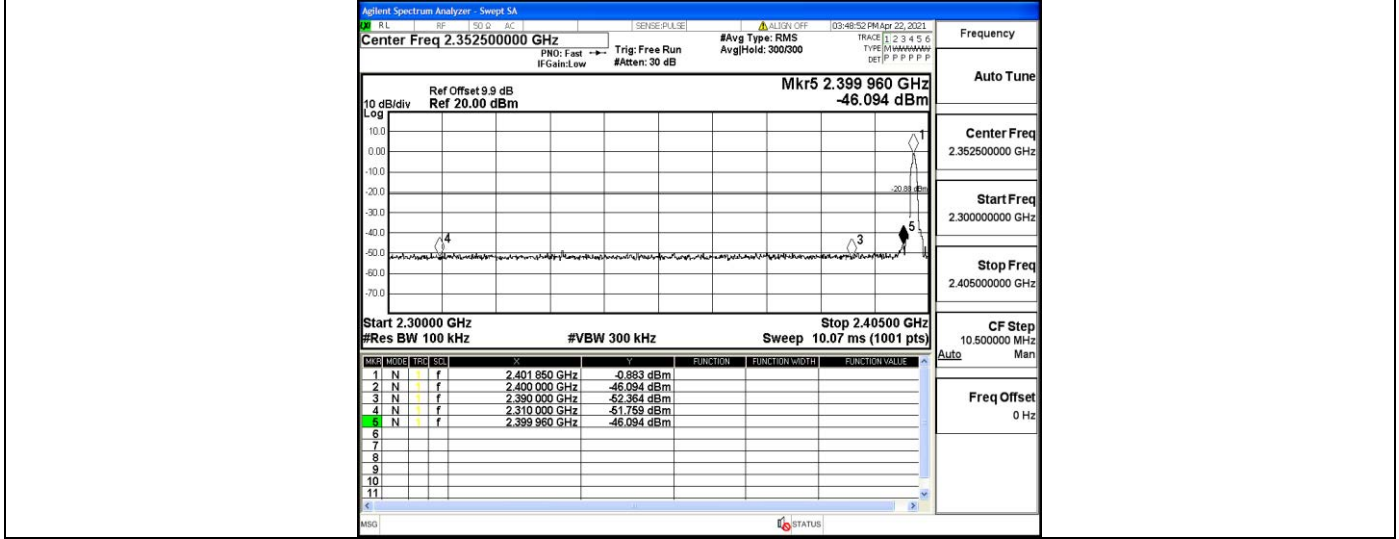 Agilent Spectrum Analyzer - Swept SA
RL RF 50 Ω AC SENSE:PULSE ALIGN OFF 03:48:52 PM Apr 22, 2021
Center Freq 2.352500000 GHz
PNO: Fast
IFGain:Low
Trig: Free Run
#Atten: 30 dB
#Avg Type: RMS
Avg|Hold: 300/300
TRACE 1 2 3 4 5 6
TYPE M WWWWW
DET P P P P P P
Ref Offset 9.9 dB
10 dB/div Ref 20.00 dBm
Log
Mkr5 2.399 960 GHz
-46.094 dBm
10.0
0.00
-10.0
-20.0
-30.0
-40.0
-50.0
-60.0
-70.0
1
-20.88 dBm
5
4
3
Start 2.30000 GHz Stop 2.40500 GHz
#Res BW 100 kHz #VBW 300 kHz Sweep 10.07 ms (1001 pts)
MKR MODE TRC SCL X Y FUNCTION FUNCTION WIDTH FUNCTION VALUE
1 N 1 f 2.401 850 GHz -0.883 dBm
2 N 1 f 2.400 000 GHz -46.094 dBm
3 N 1 f 2.390 000 GHz -52.364 dBm
4 N 1 f 2.310 000 GHz -51.759 dBm
5 N 1 f 2.399 960 GHz -46.094 dBm
6
7
8
9
10
11
MSG STATUS
Frequency
Auto Tune
Center Freq
2.352500000 GHz
Start Freq
2.300000000 GHz
Stop Freq
2.405000000 GHz
CF Step
10.500000 MHz
Auto Man
Freq Offset
0 Hz